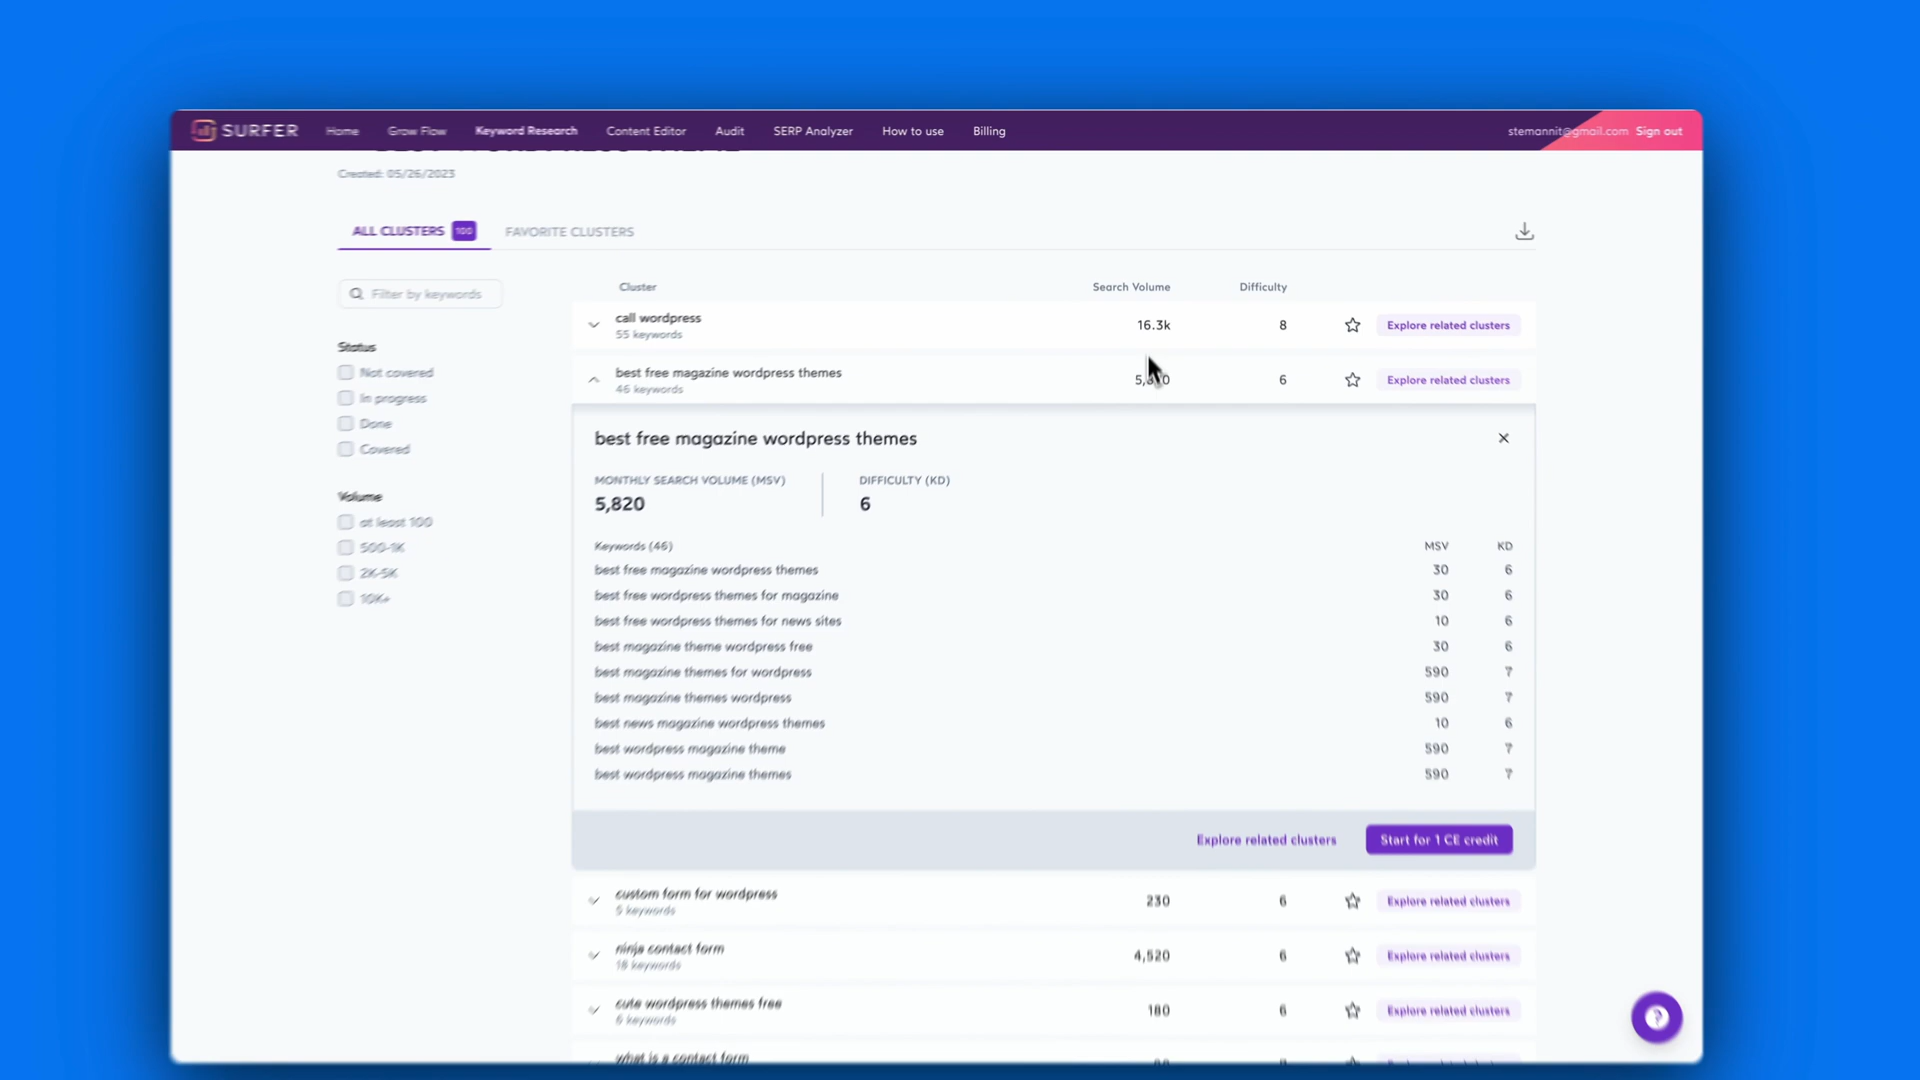 SURFER Home Grow Flow Keyword Research Content Editor Audit SERP Analyzer How to use Billing stemannit@gmail.com Sign out
BEST WORDPRESS THEME
Created: 05/26/2023
ALL CLUSTERS 100 FAVORITE CLUSTERS
Filter by keywords
Status
Not covered
In progress
Done
Covered
Volume
at least 100
500-1K
2K-5K
10K+
Cluster Search Volume Difficulty
call wordpress 16.3k 8 Explore related clusters
55 keywords
best free magazine wordpress themes 6 Explore related clusters
46 keywords
best free magazine wordpress themes
MONTHLY SEARCH VOLUME (MSV) DIFFICULTY (KD)
5,820 6
Keywords (46) MSV KD
best free magazine wordpress themes 30 6
best free wordpress themes for magazine 30 6
best free wordpress themes for news sites 10 6
best magazine theme wordpress free 30 6
best magazine themes for wordpress 590 7
best magazine themes wordpress 590 7
best news magazine wordpress themes 10 6
best wordpress magazine theme 590 7
best wordpress magazine themes 590 7
Explore related clusters Start for 1 CE credit
custom form for wordpress 230 6 Explore related clusters
5 keywords
ninja contact form 4,520 6 Explore related clusters
18 keywords
cute wordpress themes free 180 6 Explore related clusters
6 keywords
what is a contact form